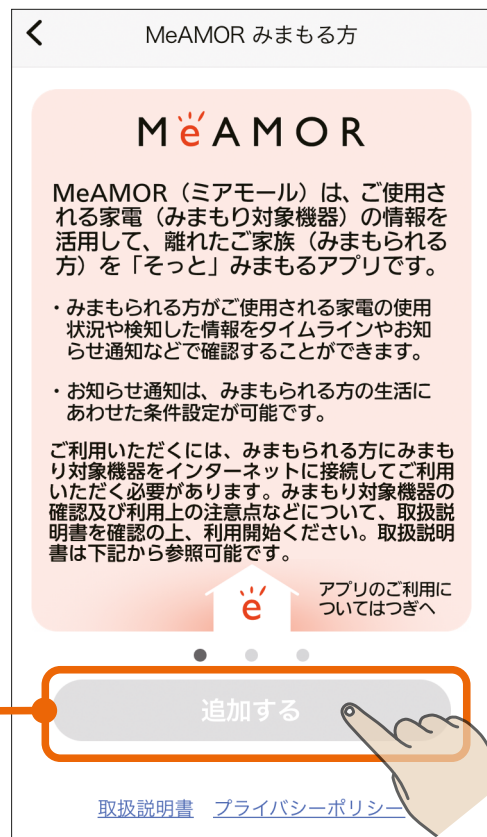 MeAMOR みまもる方
MëAMOR
MeAMOR（ミアモール）は、ご使用さ
れる家電（みまもり対象機器）の情報を
活用して、離れたご家族（みまもられる
方）を「そっと」みまもるアプリです。
・みまもられる方がご使用される家電の使用
状況や検知した情報をタイムラインやお知
らせ通知などで確認することができます。
・お知らせ通知は、みまもられる方の生活に
あわせた条件設定が可能です。
ご利用いただくには、みまもられる方にみまも
り対象機器をインターネットに接続してご利用
いただく必要があります。みまもり対象機器の
確認及び利用上の注意点などについて、取扱説
明書を確認の上、利用開始ください。取扱説明
書は下記から参照可能です。
ë
アプリのご利用に
ついてはつぎへ
追加する
取扱説明書 プライバシーポリシー